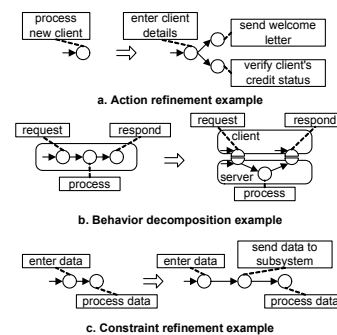 process
new client
enter client
details
send welcome
letter
verify client's
credit status
a. Action refinement example
request
respond
process
request
respond
client
server
process
b. Behavior decomposition example
enter data
process data
enter data
send data to
subsystem
process data
c. Constraint refinement example